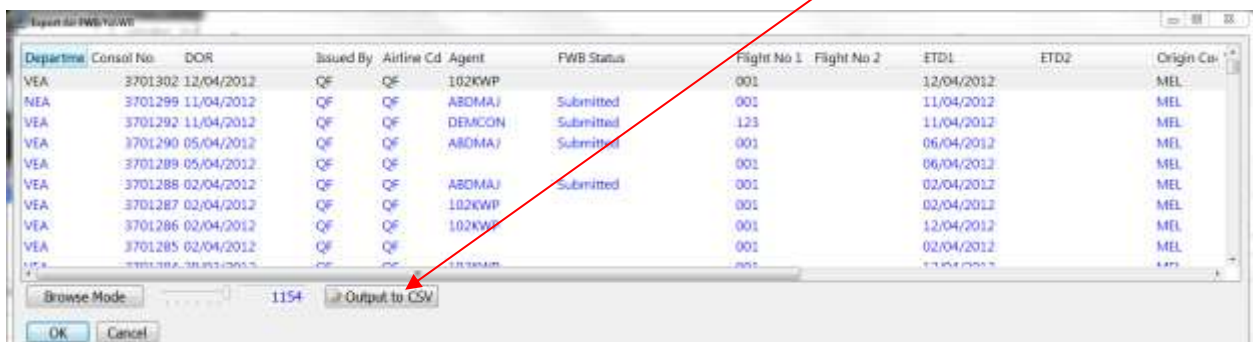 Export
Departme Consol No DOR Issued By Airline Cd Agent FWB Status Flight No 1 Flight No 2 ETD1 ETD2 Origin Co
VEA 3701302 12/04/2012 QF QF 102KWP 001 12/04/2012 MEL
NEA 3701299 11/04/2012 QF QF ABDMAJ Submitted 001 11/04/2012 MEL
VEA 3701292 11/04/2012 QF QF DEMCON Submitted 123 11/04/2012 MEL
VEA 3701290 05/04/2012 QF QF ABDMAJ Submitted 001 06/04/2012 MEL
VEA 3701289 05/04/2012 QF QF 001 06/04/2012 MEL
VEA 3701288 02/04/2012 QF QF ABDMAJ Submitted 001 02/04/2012 MEL
VEA 3701287 02/04/2012 QF QF 102KWP 001 02/04/2012 MEL
VEA 3701286 02/04/2012 QF QF 102KWP 001 12/04/2012 MEL
VEA 3701285 02/04/2012 QF QF 001 02/04/2012 MEL
Browse Mode 1154 Output to CSV
OK Cancel